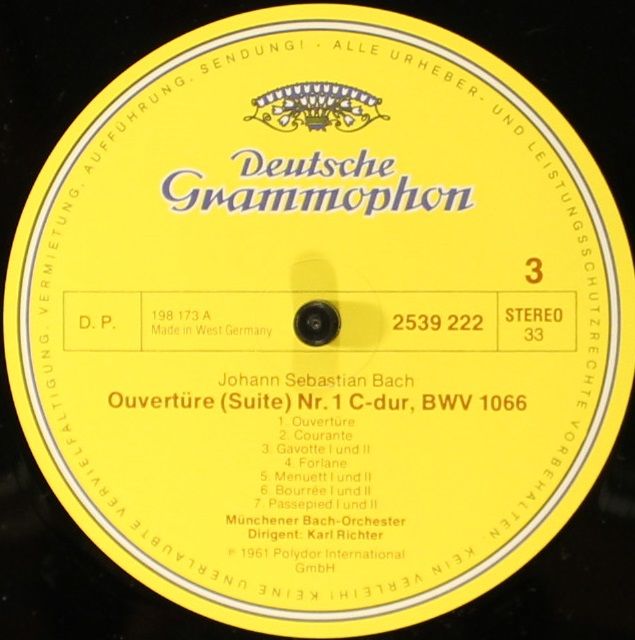 ALLE URHEBER- UND LEISTUNGSSCHUTZRECHTE VORBEHALTEN. KEIN VERLEIH! KEINE UNERLAUBTE VERVIELFÄLTIGUNG, VERMIETUNG, AUFFÜHRUNG, SENDUNG! ·
Deutsche
Grammophon
3
D. P.
198 173 A
Made in West Germany
2539 222
STEREO
33
Johann Sebastian Bach
Ouvertüre (Suite) Nr. 1 C-dur, BWV 1066
1. Ouvertüre
2. Courante
3. Gavotte I und II
4. Forlane
5. Menuett I und II
6. Bourrée I und II
7. Passepied I und II
Münchener Bach-Orchester
Dirigent: Karl Richter
℗ 1961 Polydor International
GmbH